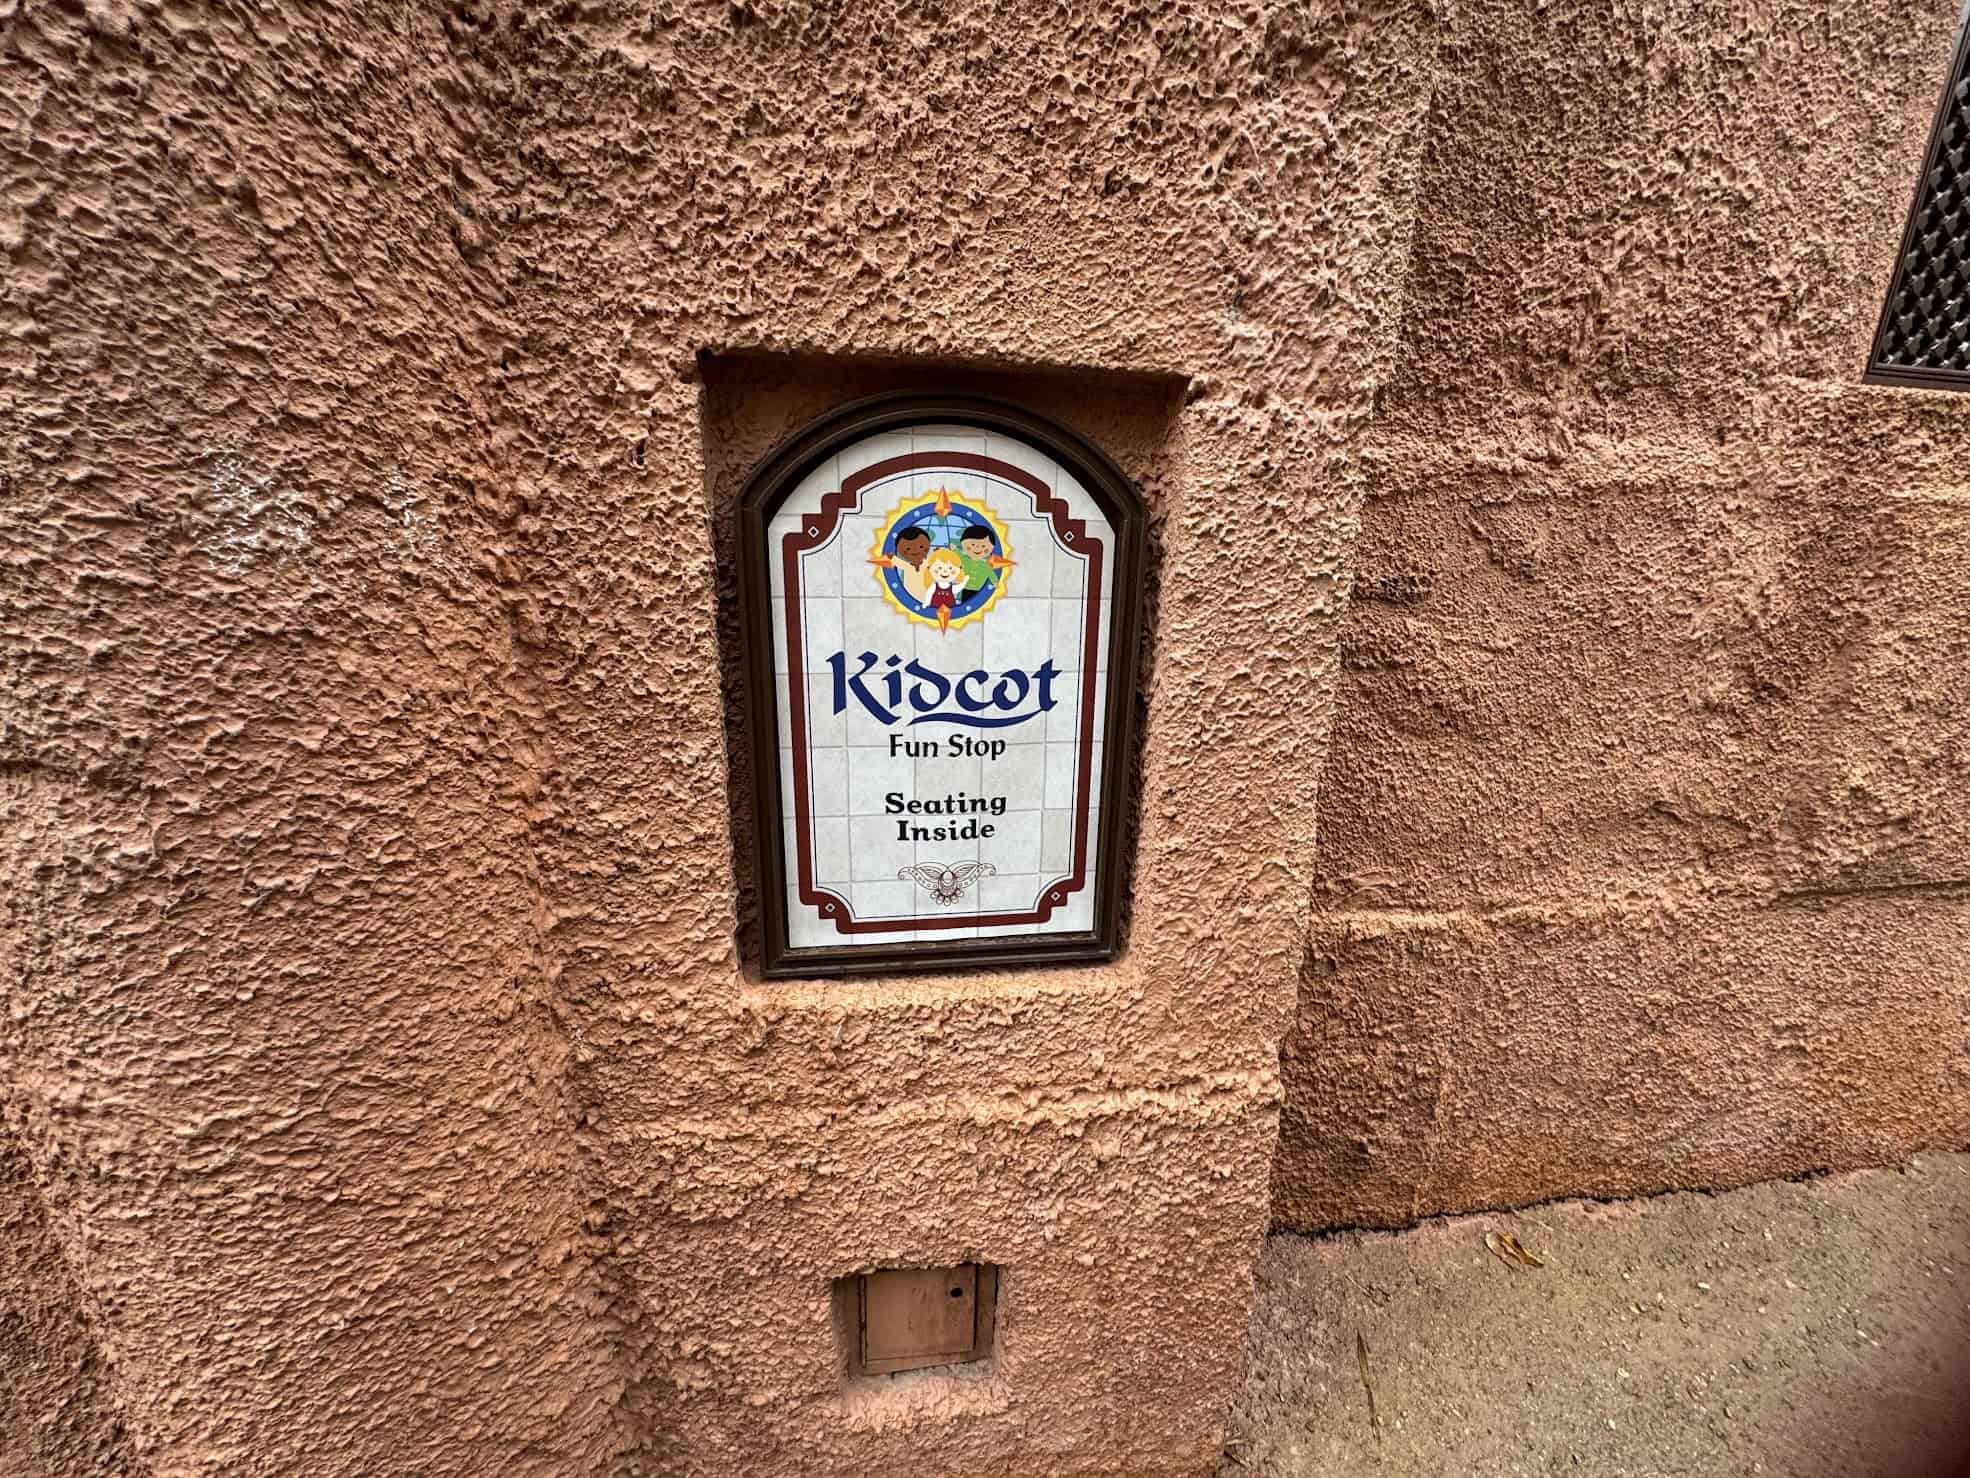 Kidcot
Fun Stop
Seating
Inside